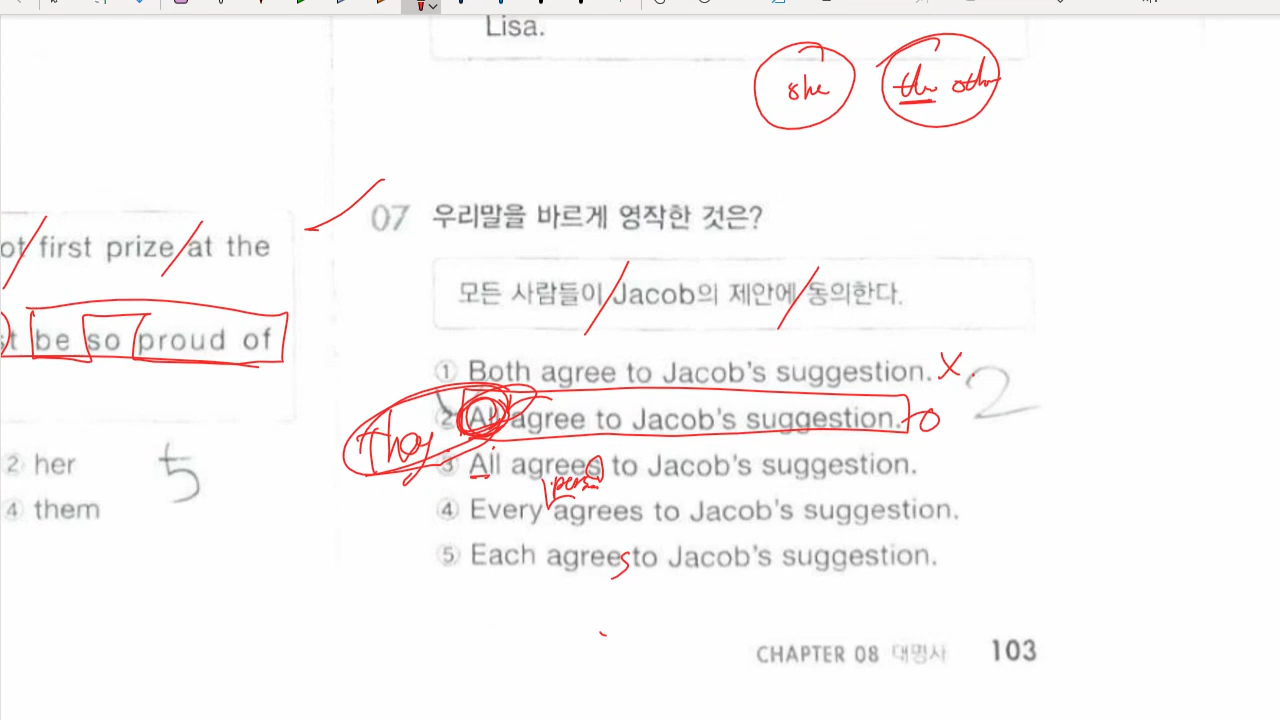 Lisa.
she the other
07 우리말을 바르게 영작한 것은?
of first prize at the
모든 사람들이 Jacob의 제안에 동의한다.
t be so proud of
① Both agree to Jacob's suggestion. X
2
② All agree to Jacob's suggestion. O
they
② her
5
③ All agrees to Jacob's suggestion.
person
④ them
④ Every agrees to Jacob's suggestion.
⑤ Each agree s to Jacob's suggestion.
CHAPTER 08 대명사 103